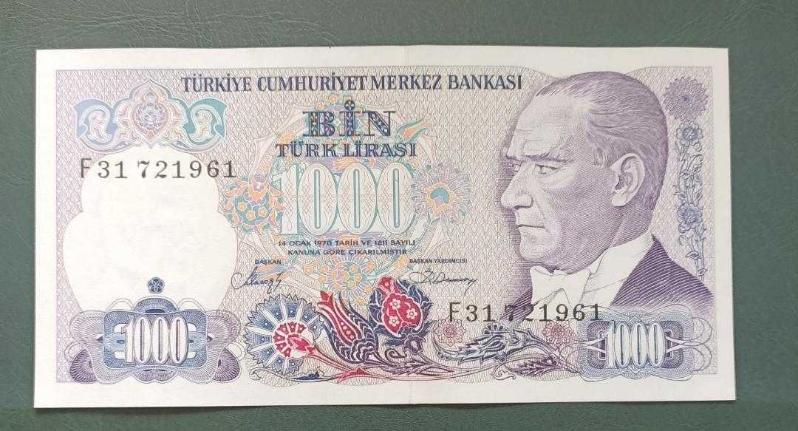 TÜRKİYE CUMHURİYET MERKEZ BANKASI
BİN
TÜRK LİRASI
F31 721961
1000
14 OCAK 1970 TARİH VE 1211 SAYILI
KANUNA GÖRE ÇIKARILMIŞTIR
BAŞKAN
BAŞKAN YARDIMCISI
F31 721961
1000
1000